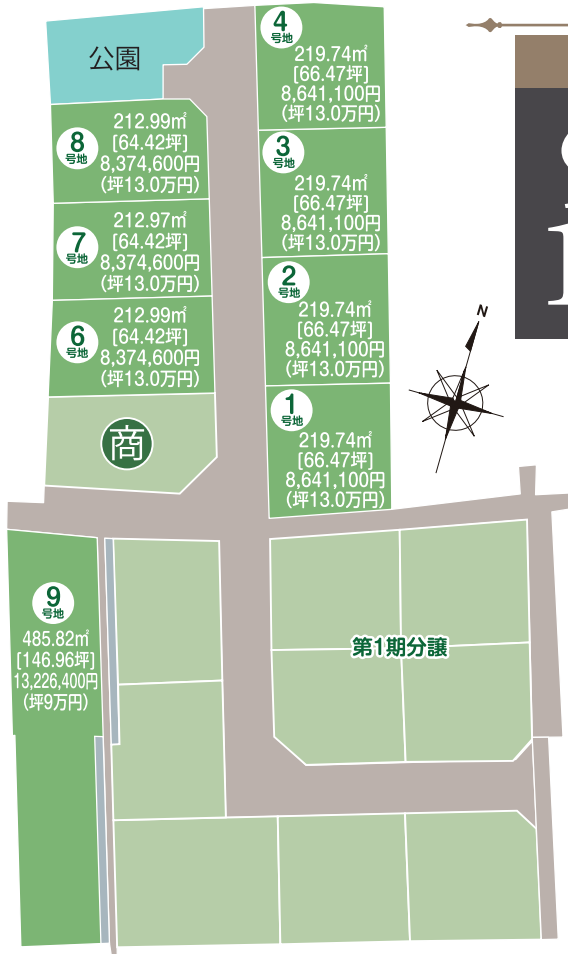 公園
4
号地
219.74㎡
[66.47坪]
8,641,100円
(坪13.0万円)
3
号地
219.74㎡
[66.47坪]
8,641,100円
(坪13.0万円)
2
号地
219.74㎡
[66.47坪]
8,641,100円
(坪13.0万円)
1
号地
219.74㎡
[66.47坪]
8,641,100円
(坪13.0万円)
8
号地
212.99㎡
[64.42坪]
8,374,600円
(坪13.0万円)
7
号地
212.97㎡
[64.42坪]
8,374,600円
(坪13.0万円)
6
号地
212.99㎡
[64.42坪]
8,374,600円
(坪13.0万円)
商
N
9
号地
485.82㎡
[146.96坪]
13,226,400円
(坪9万円)
第1期分譲